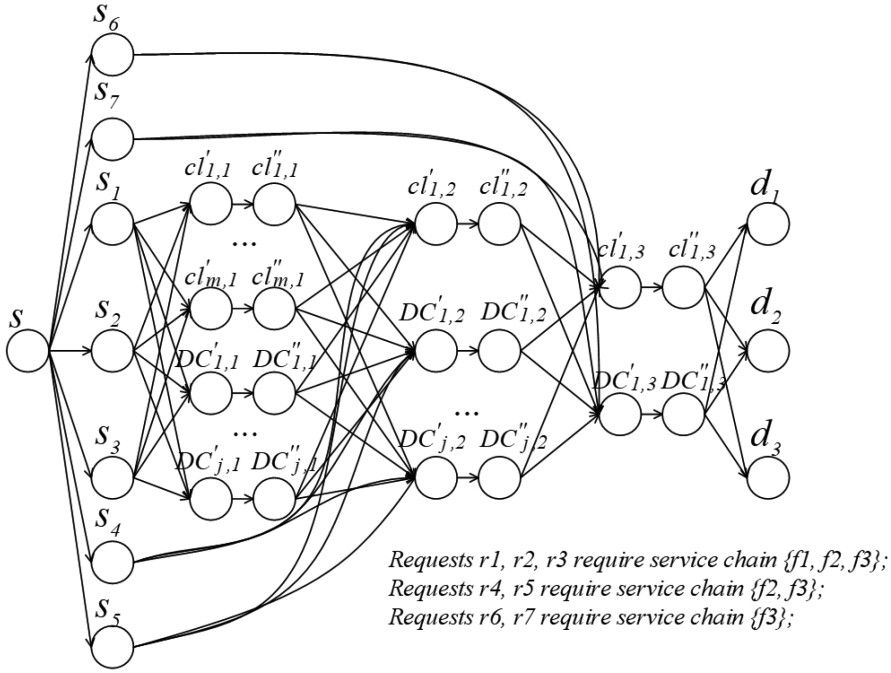 s6
s7
s1
cl'1,1 cl''1,1
cl'1,2 cl''1,2
d1
...
cl'1,3 cl''1,3
cl'm,1 cl''m,1
s
s2
DC'1,2 DC''1,2
d2
DC'1,1 DC''1,1
DC'1,3 DC''1,3
...
...
s3
DC'j,1 DC''j,1
DC'j,2 DC''j,2
d3
s4
Requests r1, r2, r3 require service chain {f1, f2, f3};
Requests r4, r5 require service chain {f2, f3};
s5
Requests r6, r7 require service chain {f3};